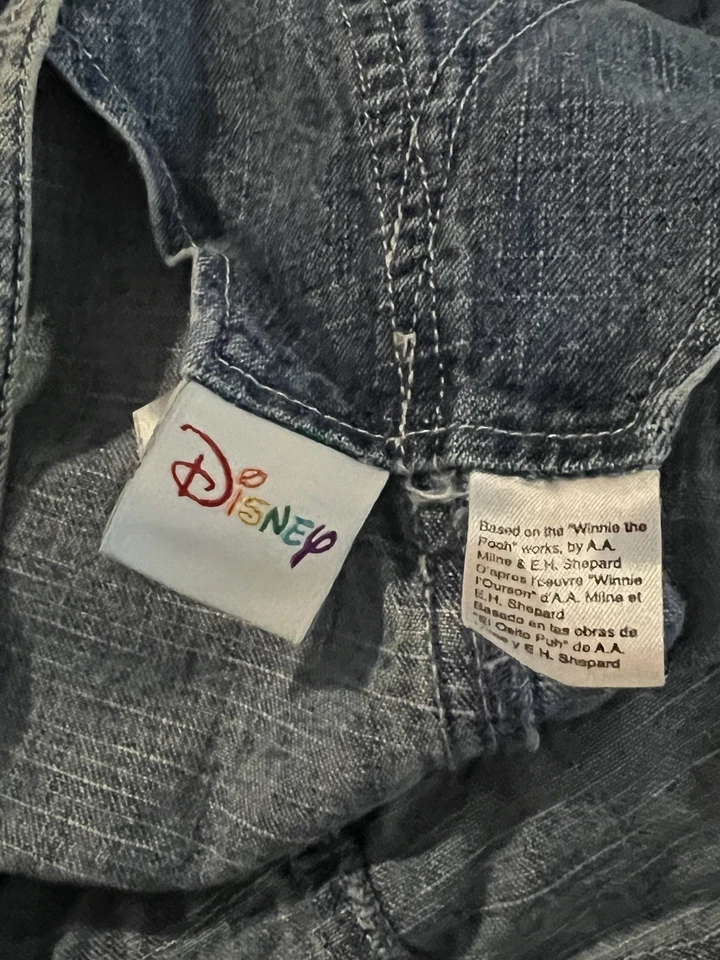 Disney
Based on the "Winnie the
Pooh" works, by A.A.
Milne & E.H. Shepard
D'apres l'oeuvre "Winnie
l'Ourson" d'A.A. Milne et
E.H. Shepard
Basado en las obras de
"El Osito Puh" de A.A.
y E H. Shepard